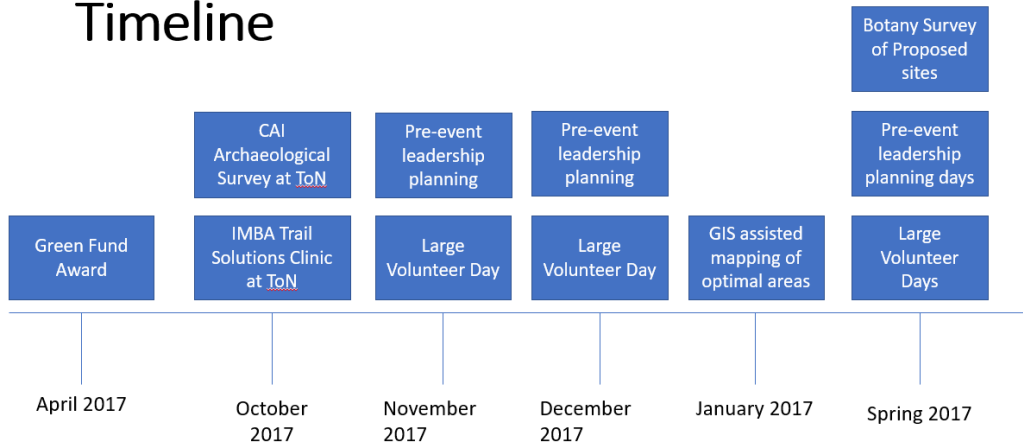 Timeline
Green Fund
Award
April 2017
CAI
Archaeological
Survey at ToN
IMBA Trail
Solutions Clinic
at ToN
October
2017
Pre-event
leadership
planning
Large
Volunteer Day
November
2017
Pre-event
leadership
planning
Large
Volunteer Day
December
2017
GIS assisted
mapping of
optimal areas
January 2017
Botany Survey
of Proposed
sites
Pre-event
leadership
planning days
Large
Volunteer
Days
Spring 2017